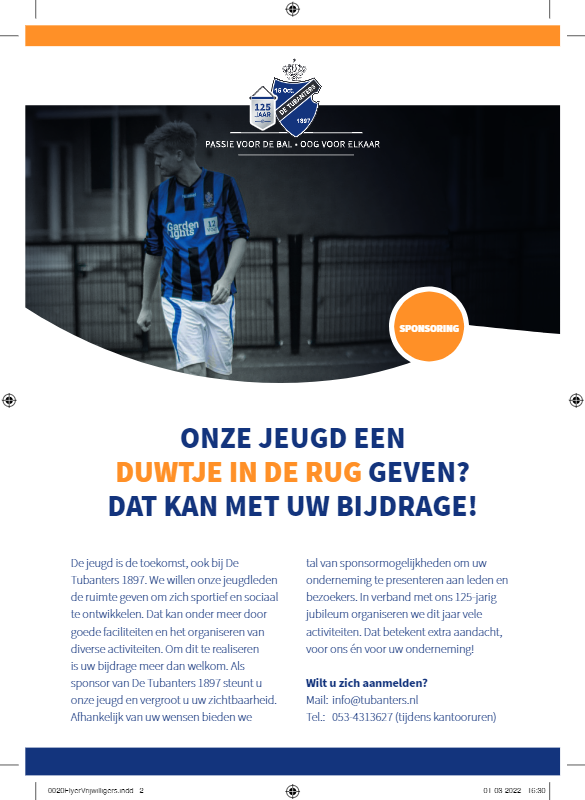 16 Oct.
125
JAAR
DE TUBANTERS
1897
PASSIE VOOR DE BAL • OOG VOOR ELKAAR
Garden
lights
SPONSORING
ONZE JEUGD EEN
DUWTJE IN DE RUG GEVEN?
DAT KAN MET UW BIJDRAGE!
De jeugd is de toekomst, ook bij De
Tubanters 1897. We willen onze jeugdleden
de ruimte geven om zich sportief en sociaal
te ontwikkelen. Dat kan onder meer door
goede faciliteiten en het organiseren van
diverse activiteiten. Om dit te realiseren
is uw bijdrage meer dan welkom. Als
sponsor van De Tubanters 1897 steunt u
onze jeugd en vergroot u uw zichtbaarheid.
Afhankelijk van uw wensen bieden we
tal van sponsormogelijkheden om uw
onderneming te presenteren aan leden en
bezoekers. In verband met ons 125-jarig
jubileum organiseren we dit jaar vele
activiteiten. Dat betekent extra aandacht,
voor ons én voor uw onderneming!
Wilt u zich aanmelden?
Mail: info@tubanters.nl
Tel.: 053-4313627 (tijdens kantooruren)
0020FlyerVrijwilligers.indd 2
01-03-2022 16:30